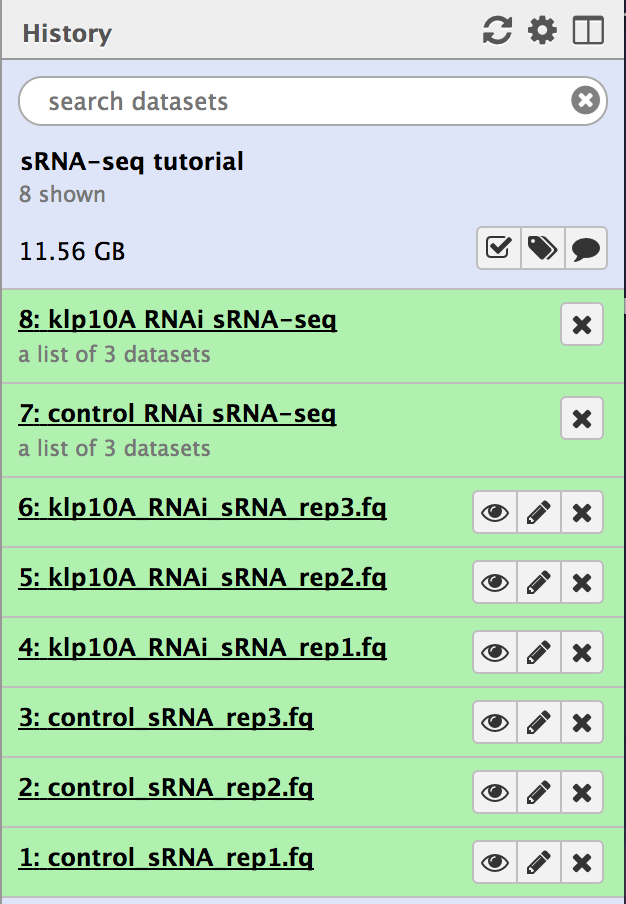 History
search datasets
sRNA-seq tutorial
8 shown
11.56 GB
8: klp10A RNAi sRNA-seq
a list of 3 datasets
7: control RNAi sRNA-seq
a list of 3 datasets
6: klp10A_RNAi_sRNA_rep3.fq
5: klp10A_RNAi_sRNA_rep2.fq
4: klp10A_RNAi_sRNA_rep1.fq
3: control_sRNA_rep3.fq
2: control_sRNA_rep2.fq
1: control_sRNA_rep1.fq